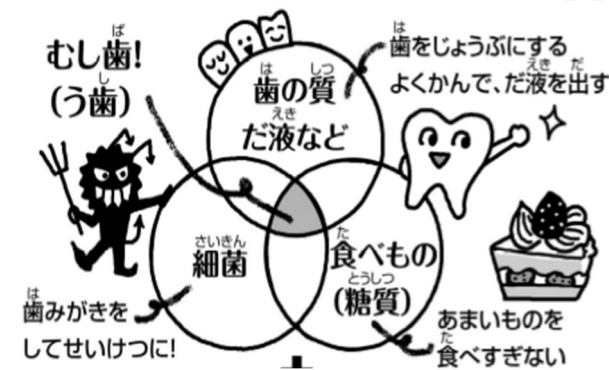 むし歯!
(う歯)
歯の質
だ液など
歯をじょうぶにする
よくかんで、だ液を出す
細菌
食べもの
(糖質)
歯みがきを
してせいけつに!
あまいものを
食べすぎない